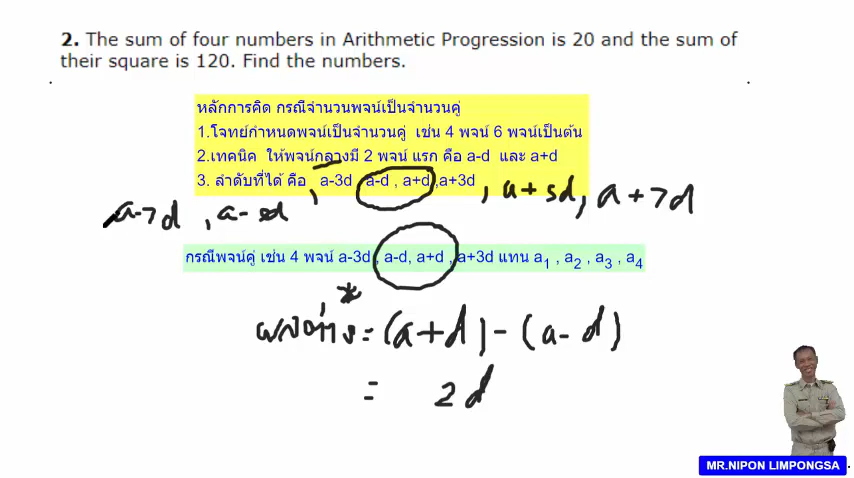 2. The sum of four numbers in Arithmetic Progression is 20 and the sum of
their square is 120. Find the numbers.
หลักการคิด กรณีจำนวนพจน์เป็นจำนวนคู่
1.โจทย์กำหนดพจน์เป็นจำนวนคู่ เช่น 4 พจน์ 6 พจน์เป็นต้น
2.เทคนิค ให้พจน์กลางมี 2 พจน์ แรก คือ a-d และ a+d
3. ลำดับที่ได้ คือ a-3d , a-d , a+d ,a+3d
a-7d , a-5d , , a+5d, a+7d
กรณีพจน์คู่ เช่น 4 พจน์ a-3d , a-d, a+d , a+3d แทน a1 , a2 , a3 , a4
*
ผลต่าง = (a+d) - (a-d)
= 2d
MR.NIPON LIMPONGSA